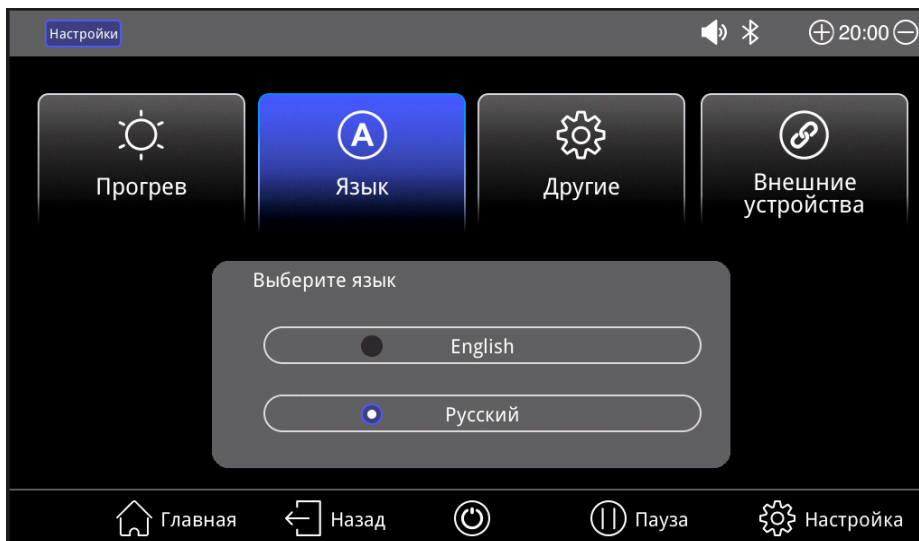 Настройки
20:00
Прогрев
A
Язык
Другие
Внешние
устройства
Выберите язык
English
Русский
Главная
Назад
Пауза
Настройка